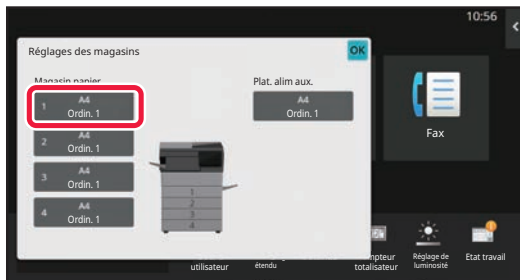 10:56
Réglages des magasins
OK
Magasin papier
Plat. alim aux.
1
A4
Ordin. 1
A4
Ordin. 1
2
A4
Ordin. 1
3
A4
Ordin. 1
4
A4
Ordin. 1
1
2
3
4
Fax
utilisateur
étendu
mpteur
totalisateur
Réglage de
luminosité
Etat travail